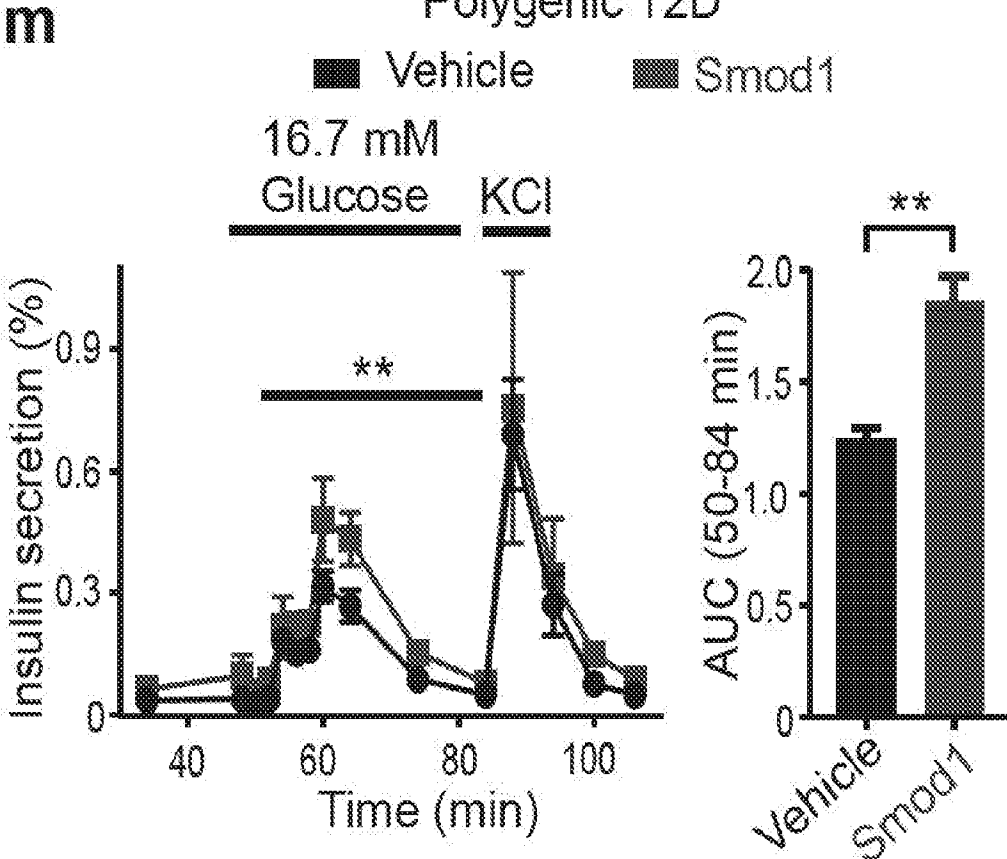 m
Polygenic T2D
Vehicle Smod1
16.7 mM
Glucose KCl
**
Insulin secretion (%)
0.9
0.6
0.3
0
40 60 80 100
Time (min)
**
AUC (50-84 min)
2.0
1.5
1.0
0.5
0
Vehicle
Smod1